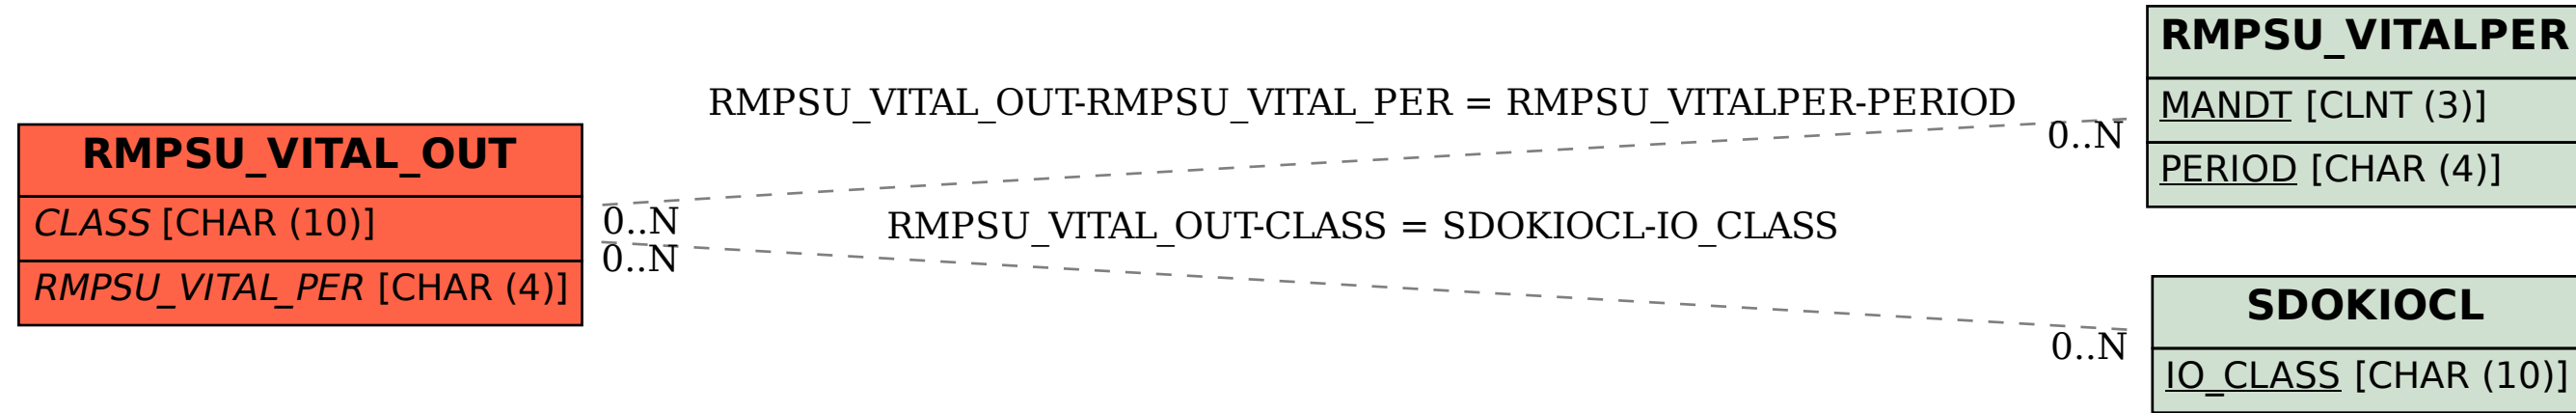 RMPSU_VITAL_OUT
CLASS [CHAR (10)]
RMPSU_VITAL_PER [CHAR (4)]
RMPSU_VITAL_OUT-RMPSU_VITAL_PER = RMPSU_VITALPER-PERIOD
0..N
0..N
RMPSU_VITAL_OUT-CLASS = SDOKIOCL-IO_CLASS
0..N
0..N
RMPSU_VITALPER
MANDT [CLNT (3)]
PERIOD [CHAR (4)]
SDOKIOCL
IO_CLASS [CHAR (10)]